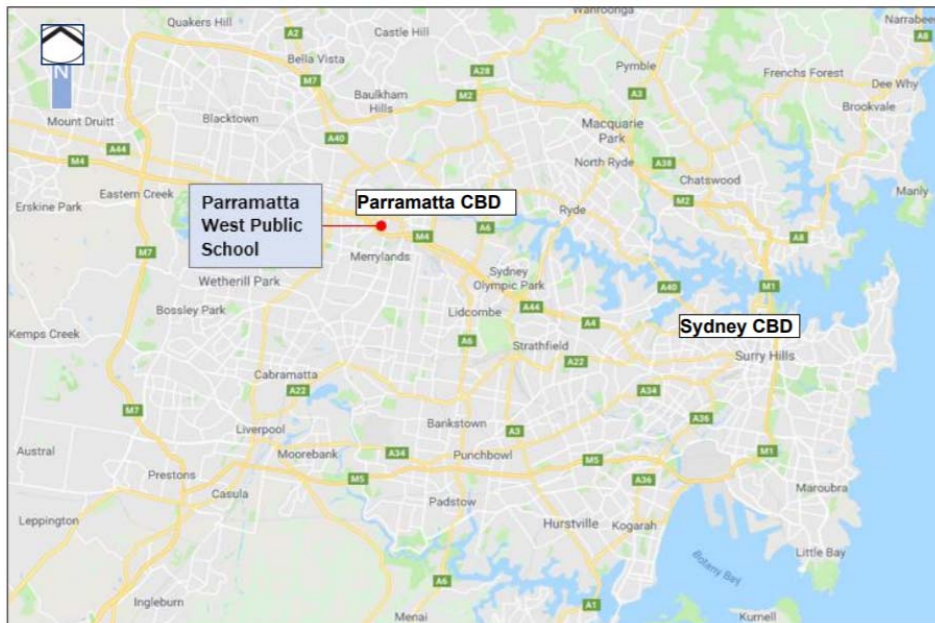 Quakers Hill
Castle Hill
Wahroonga
Narrabeen
A2
A8
Bella Vista
A28
Pymble
Frenchs Forest
N
M7
Dee Why
Baulkham
Hills
M2
A3
Brookvale
Mount Druitt
Blacktown
Macquarie
Park
A44
A40
M4
North Ryde
A38
Chatswood
Eastern Creek
Erskine Park
Parramatta
West Public
School
Parramatta CBD
Manly
M2
Ryde
A6
M4
A8
M7
Merrylands
Wetherill Park
Sydney
Olympic Park
A40
M1
Bossley Park
Lidcombe
A44
A4
Kemps Creek
Sydney CBD
A6
Strathfield
Surry Hills
A22
Cabramatta
A22
A34
M7
Liverpool
Bankstown
A3
A36
Austral
Moorebank
A34
Punchbowl
M5
M1
Prestons
M5
A36
Maroubra
Casula
Padstow
Leppington
Hurstville
Kogarah
Little Bay
Botany Bay
A6
Ingleburn
A1
Menai
Kurnell